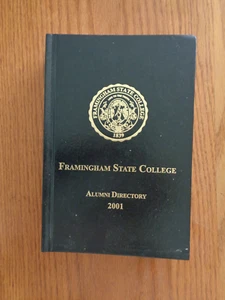 FRAMINGHAM STATE COLLEGE
1839
FRAMINGHAM STATE COLLEGE
ALUMNI DIRECTORY
2001